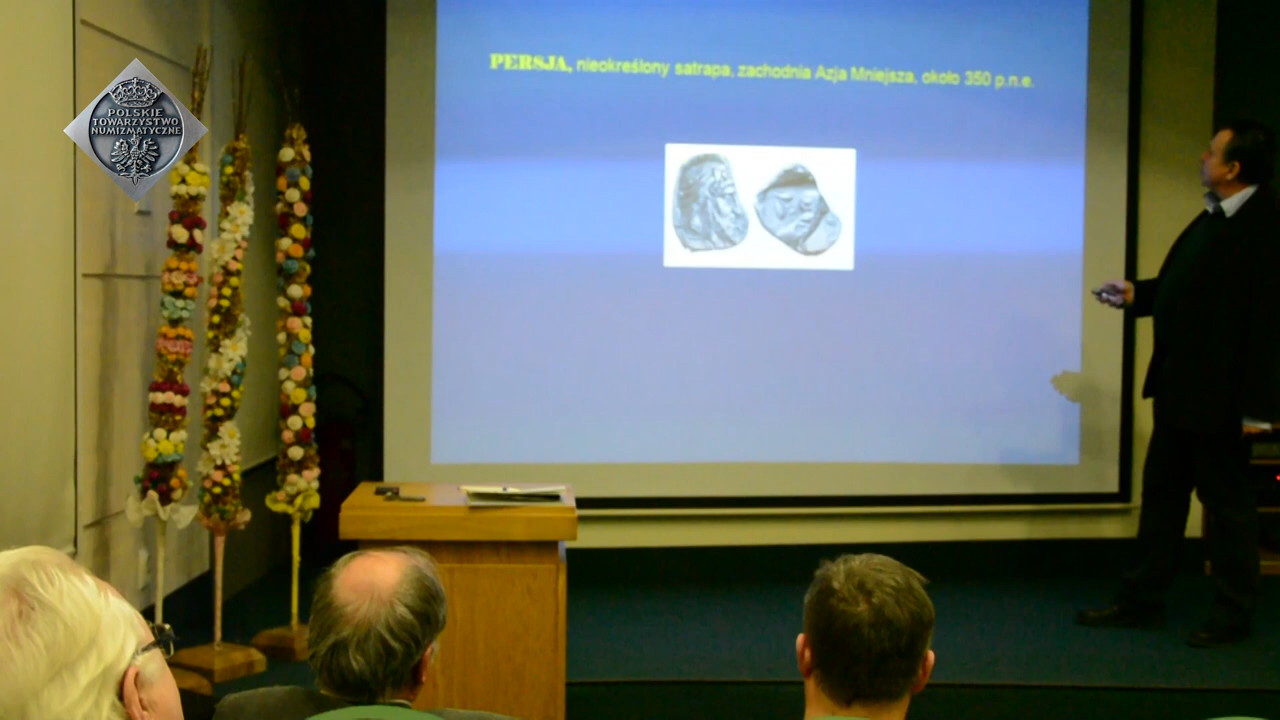 PERSJA, nieokreślony satrapa, zachodnia Azja Mniejsza, około 350 p.n.e.
POLSKIE
TOWARZYSTWO
NUMIZMATYCZNE